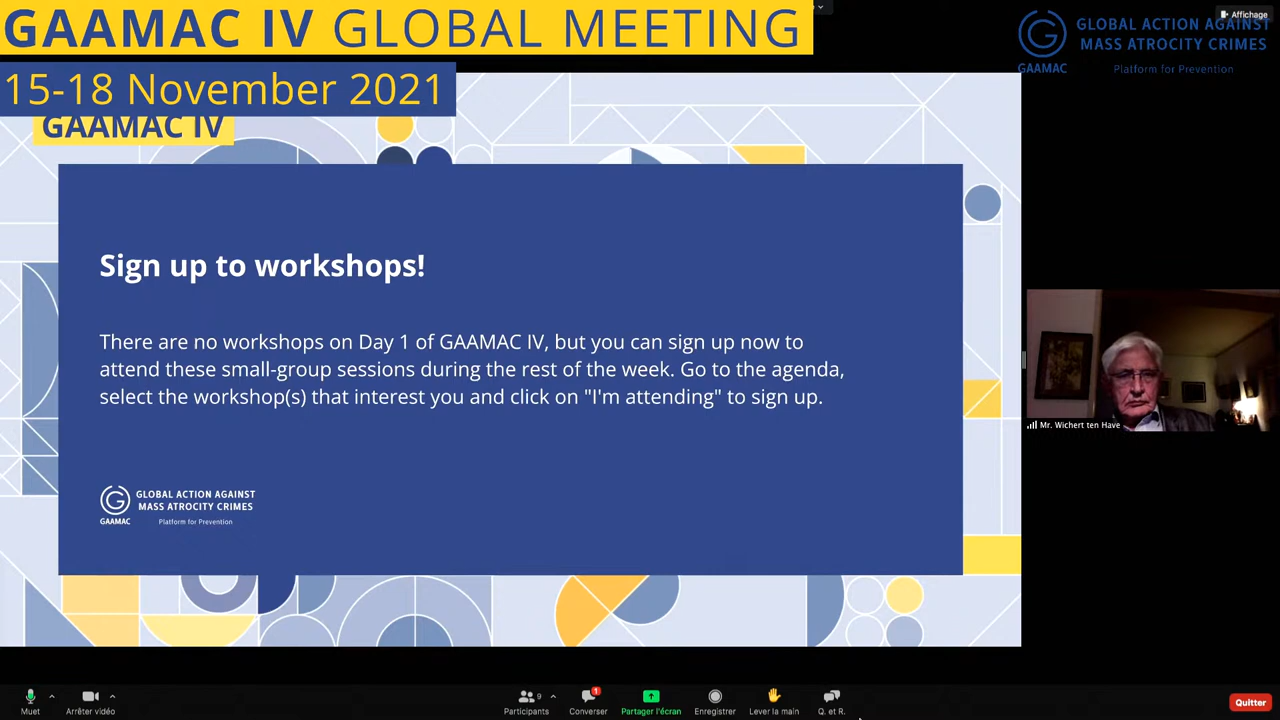 GAAMAC IV GLOBAL MEETING
15-18 November 2021
GAAMAC IV
Affichage
GLOBAL ACTION AGAINST
MASS ATROCITY CRIMES
GAAMAC
Platform for Prevention
Sign up to workshops!
There are no workshops on Day 1 of GAAMAC IV, but you can sign up now to
attend these small-group sessions during the rest of the week. Go to the agenda,
select the workshop(s) that interest you and click on "I'm attending" to sign up.
GLOBAL ACTION AGAINST
MASS ATROCITY CRIMES
GAAMAC
Platform for Prevention
Mr. Wichert ten Have
Muet
Arrêter vidéo
Participants
9
Converser
1
Partager l'écran
Enregistrer
Lever la main
Q. et R.
Quitter